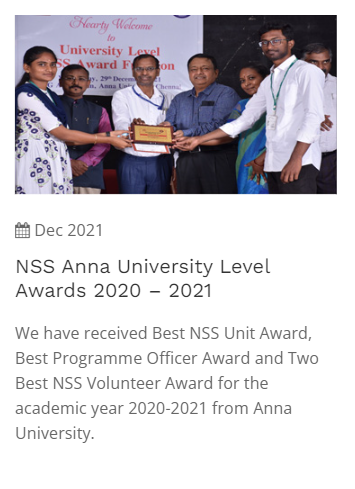 Hearty Welcome
to
University Level
SS Award F
on
29
Dec 2021
NSS Anna University Level
Awards 2020 – 2021
We have received Best NSS Unit Award,
Best Programme Officer Award and Two
Best NSS Volunteer Award for the
academic year 2020-2021 from Anna
University.